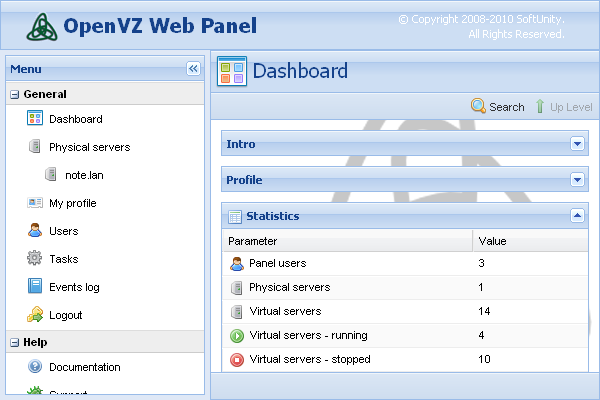 OpenVZ Web Panel
© Copyright 2008-2010 SoftUnity.
All Rights Reserved.
Menu
General
Dashboard
Physical servers
note.lan
My profile
Users
Tasks
Events log
Logout
Help
Documentation
Support
Dashboard
Search
Up Level
Intro
Profile
Statistics
Parameter Value
Panel users 3
Physical servers 1
Virtual servers 14
Virtual servers - running 4
Virtual servers - stopped 10